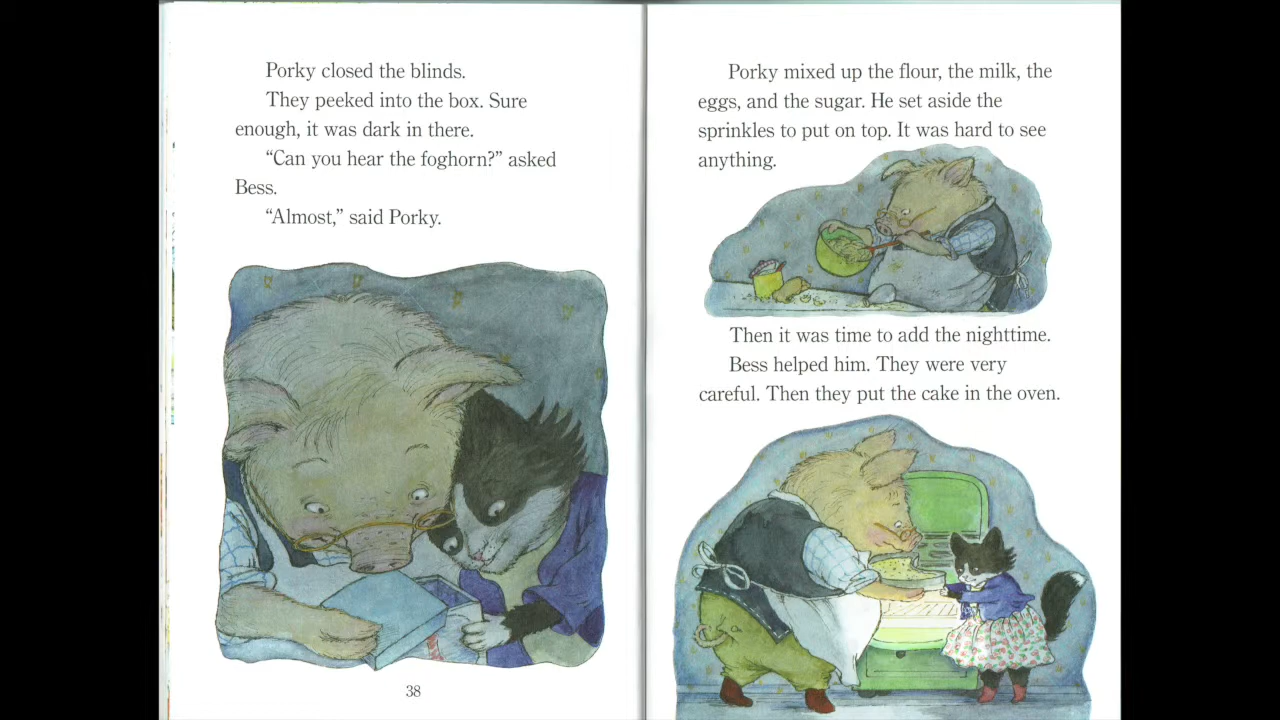 Porky closed the blinds.
They peeked into the box. Sure
enough, it was dark in there.
“Can you hear the foghorn?” asked
Bess.
“Almost,” said Porky.
38
Porky mixed up the flour, the milk, the
eggs, and the sugar. He set aside the
sprinkles to put on top. It was hard to see
anything.
Then it was time to add the nighttime.
Bess helped him. They were very
careful. Then they put the cake in the oven.